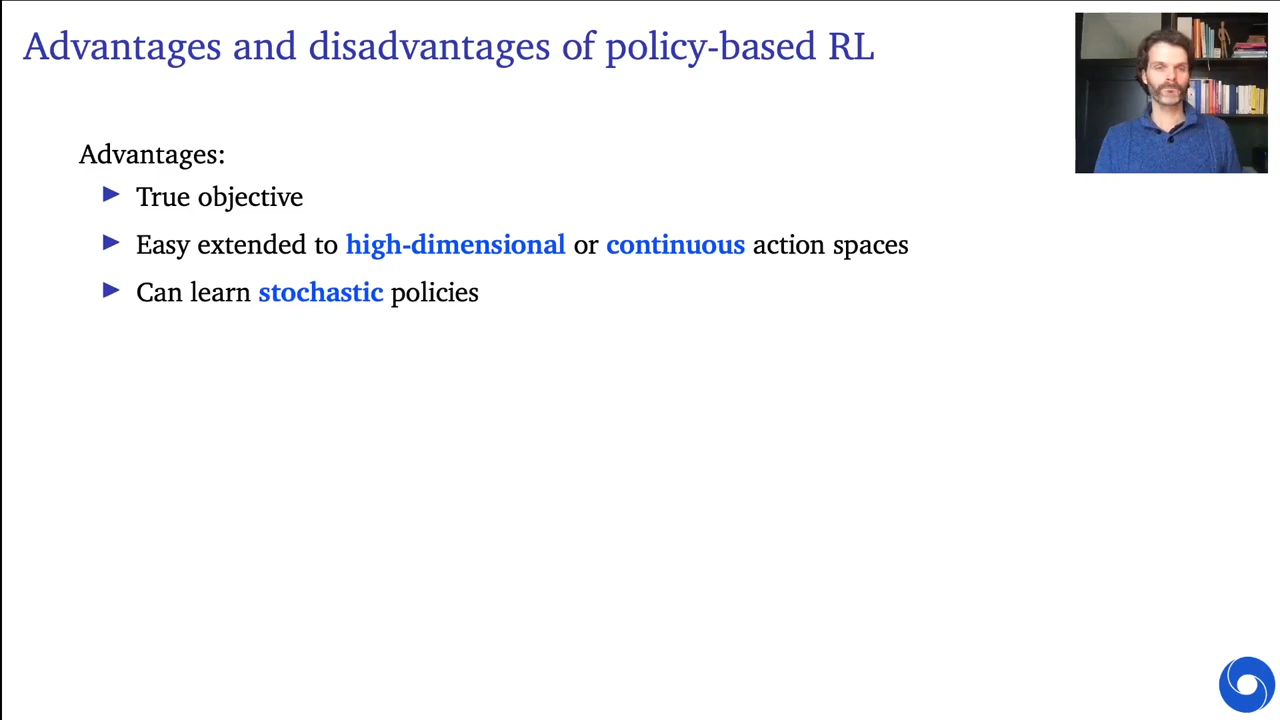 Advantages and disadvantages of policy-based RL
Advantages:
True objective
Easy extended to high-dimensional or continuous action spaces
Can learn stochastic policies